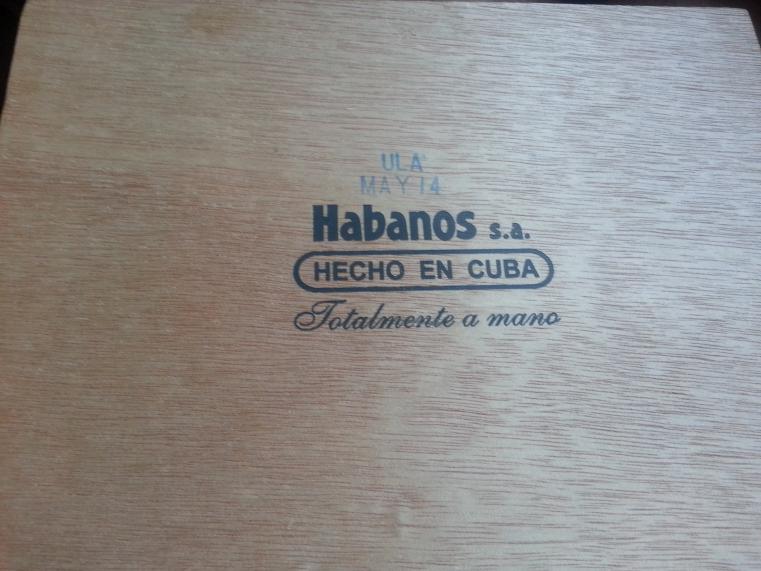 ULA
MAY 14
Habanos s.a.
HECHO EN CUBA
Totalmente a mano